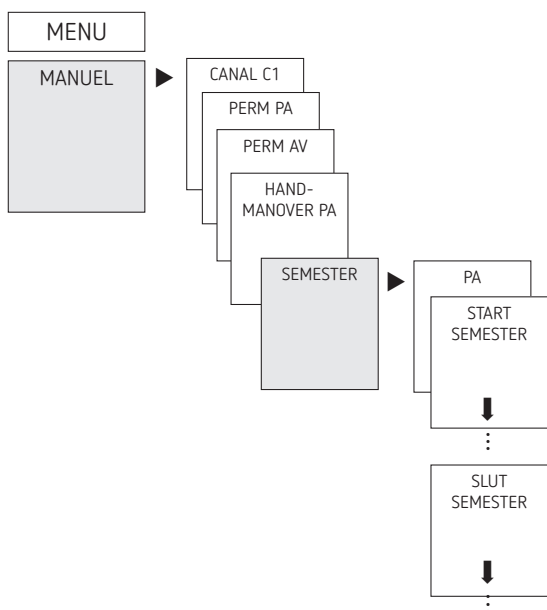 MENU
MANUEL
CANAL C1
PERM PA
PERM AV
HAND-
MANOVER PA
SEMESTER
PA
START
SEMESTER
SLUT
SEMESTER